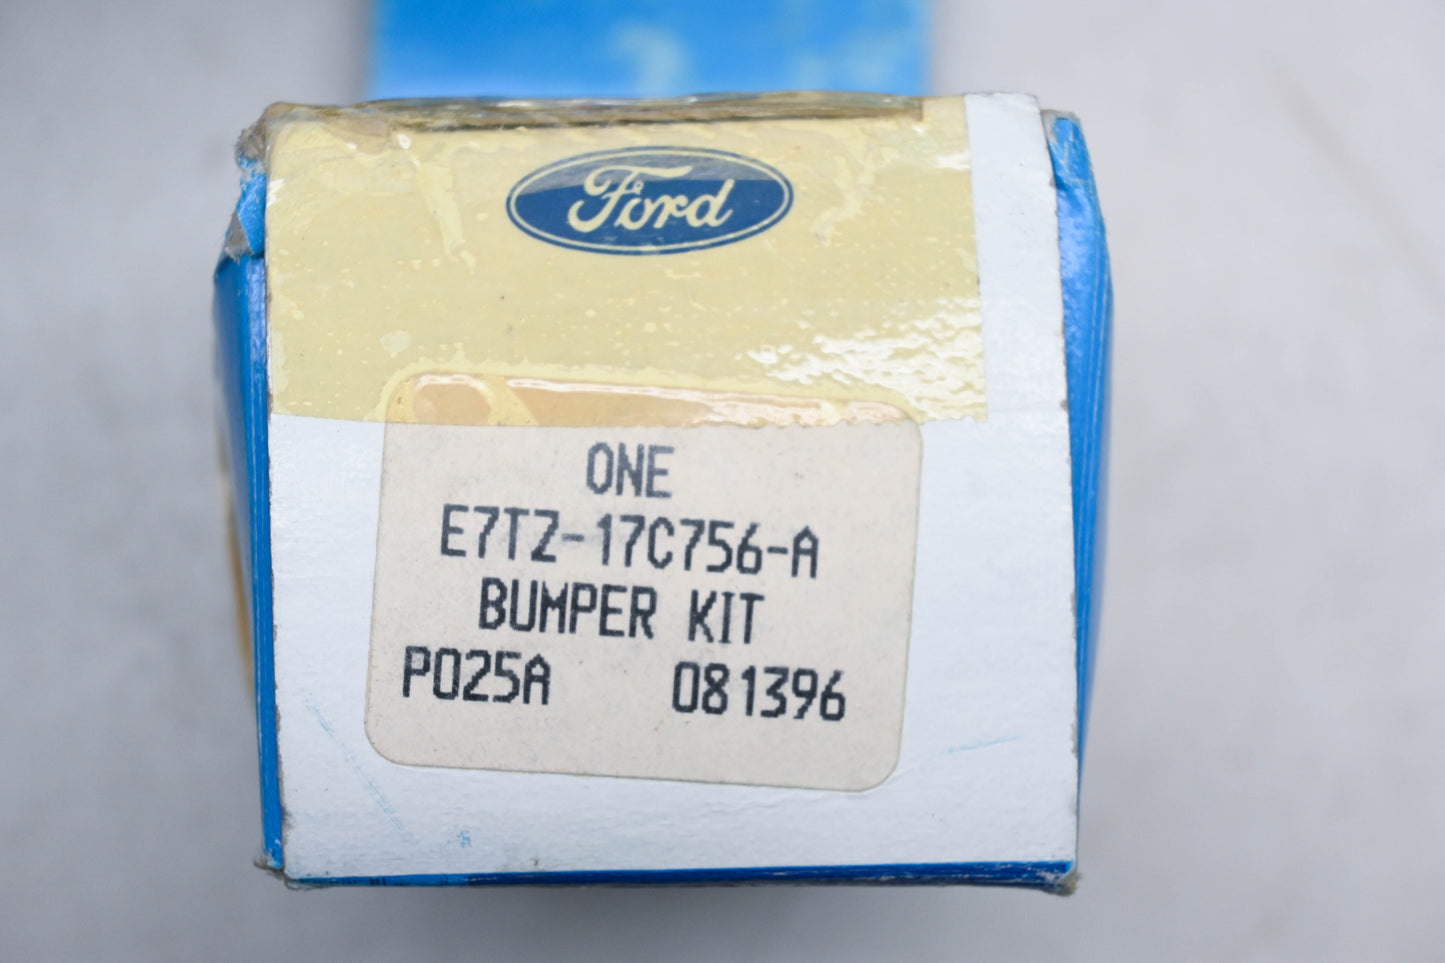 Ford
ONE
E7TZ-17C756-A
BUMPER KIT
P025A 081396